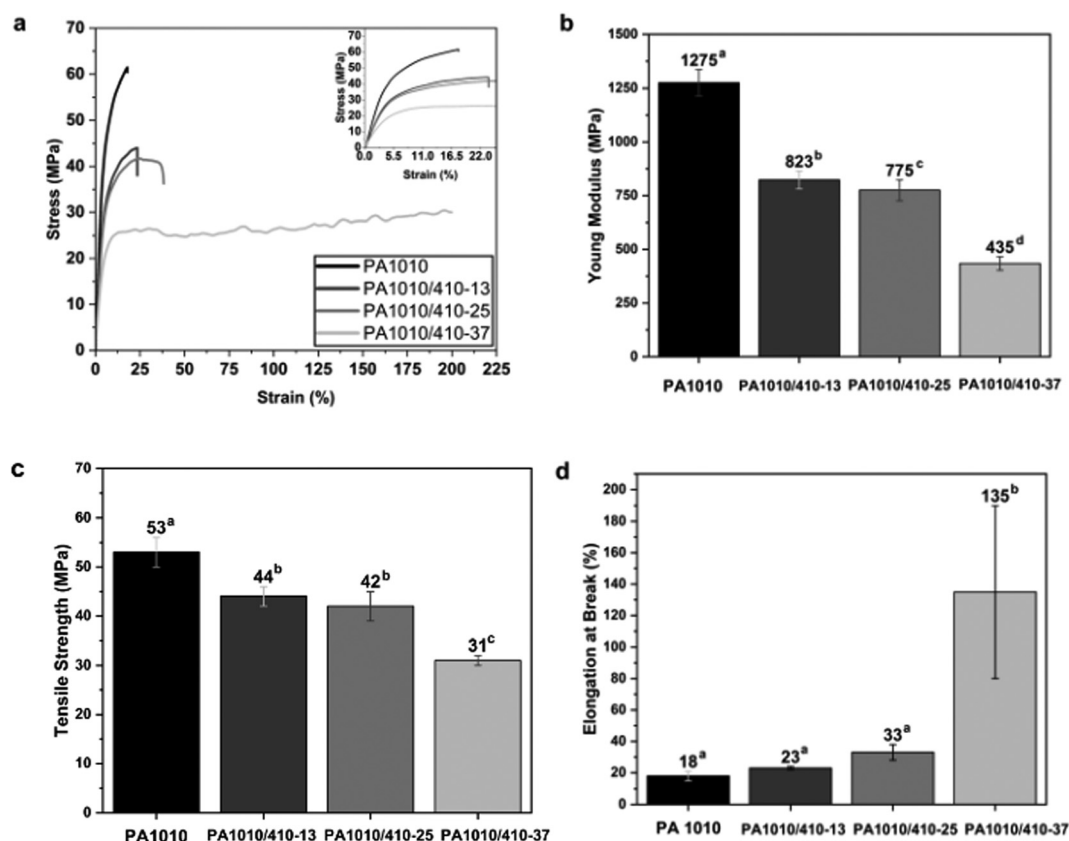 a
70
60
50
40
30
20
10
0
Stress (MPa)
0 25 50 75 100 125 150 175 200 225
Strain (%)
70
60
50
40
30
20
10
0
Stress (MPa)
0.0 5.5 11.0 16.5 22.0
Strain (%)
PA1010
PA1010/410-13
PA1010/410-25
PA1010/410-37
b
1500
1250
1000
750
500
250
0
Young Modulus (MPa)
1275ᵃ
823ᵇ
775ᶜ
435ᵈ
PA1010 PA1010/410-13 PA1010/410-25 PA1010/410-37
c
70
60
50
40
30
20
10
0
Tensile Strength (MPa)
53ᵃ
44ᵇ
42ᵇ
31ᶜ
PA1010 PA1010/410-13 PA1010/410-25 PA1010/410-37
d
200
180
160
140
120
100
80
60
40
20
0
Elongation at Break (%)
18ᵃ
23ᵃ
33ᵃ
135ᵇ
PA 1010 PA1010/410-13 PA1010/410-25 PA1010/410-37